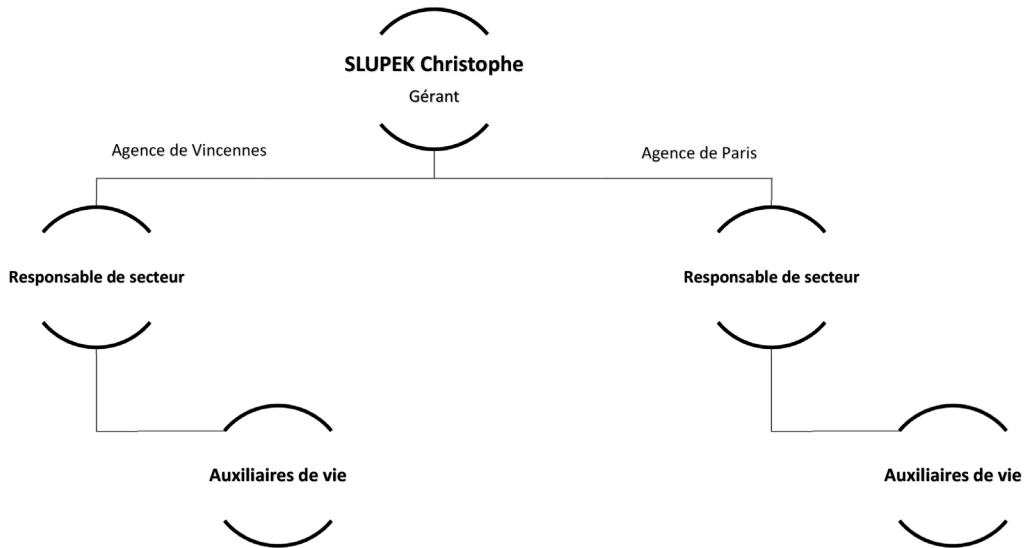 SLUPEK Christophe
Gérant
Agence de Vincennes
Agence de Paris
Responsable de secteur
Responsable de secteur
Auxiliaires de vie
Auxiliaires de vie